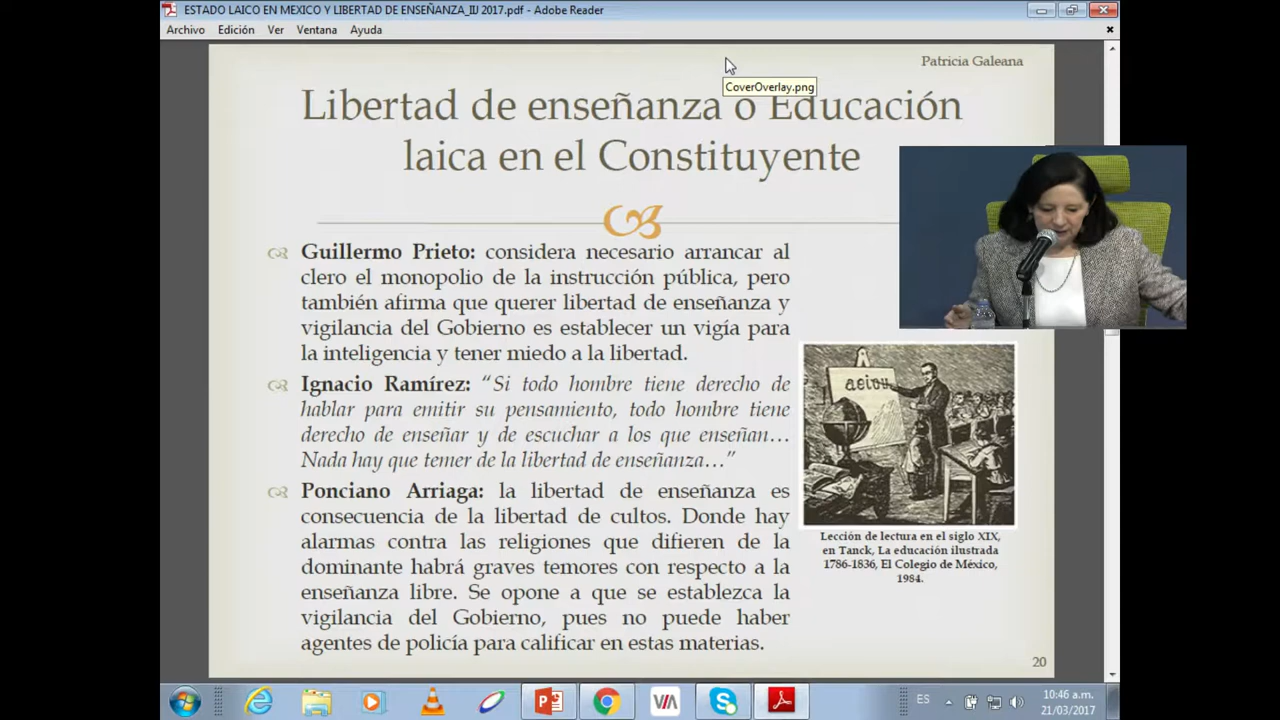 ESTADO LAICO EN MEXICO Y LIBERTAD DE ENSEÑANZA_IIJ 2017.pdf - Adobe Reader
Archivo Edición Ver Ventana Ayuda
Patricia Galeana
CoverOverlay.png
Libertad de enseñanza o Educación
laica en el Constituyente
Guillermo Prieto: considera necesario arrancar al
clero el monopolio de la instrucción pública, pero
también afirma que querer libertad de enseñanza y
vigilancia del Gobierno es establecer un vigía para
la inteligencia y tener miedo a la libertad.
Ignacio Ramírez: “Si todo hombre tiene derecho de
hablar para emitir su pensamiento, todo hombre tiene
derecho de enseñar y de escuchar a los que enseñan…
Nada hay que temer de la libertad de enseñanza…”
Ponciano Arriaga: la libertad de enseñanza es
consecuencia de la libertad de cultos. Donde hay
alarmas contra las religiones que difieren de la
dominante habrá graves temores con respecto a la
enseñanza libre. Se opone a que se establezca la
vigilancia del Gobierno, pues no puede haber
agentes de policía para calificar en estas materias.
aeiou
Lección de lectura en el siglo XIX,
en Tanck, La educación ilustrada
1786-1836, El Colegio de México,
1984.
20
VIA
ES
10:46 a.m.
21/03/2017